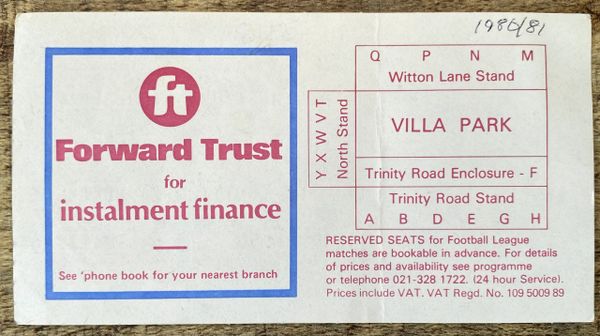 1980/81
ft
Forward Trust
for
instalment finance
See 'phone book for your nearest branch
Q P N M
Witton Lane Stand
Y X W V T
North Stand
VILLA PARK
Trinity Road Enclosure - F
Trinity Road Stand
A B D E G H
RESERVED SEATS for Football League
matches are bookable in advance. For details
of prices and availability see programme
or telephone 021-328 1722. (24 hour Service).
Prices include VAT. VAT Regd. No. 109 5009 89